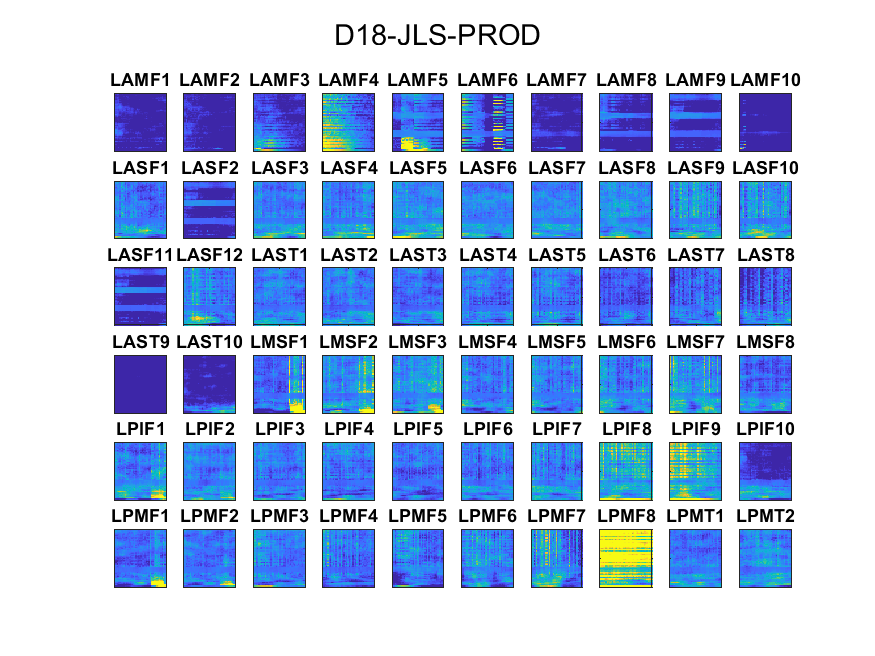 D18-JLS-PROD
LAMF1 LAMF2 LAMF3 LAMF4 LAMF5 LAMF6 LAMF7 LAMF8 LAMF9 LAMF10
LASF1 LASF2 LASF3 LASF4 LASF5 LASF6 LASF7 LASF8 LASF9 LASF10
LASF11 LASF12 LAST1 LAST2 LAST3 LAST4 LAST5 LAST6 LAST7 LAST8
LAST9 LAST10 LMSF1 LMSF2 LMSF3 LMSF4 LMSF5 LMSF6 LMSF7 LMSF8
LPIF1 LPIF2 LPIF3 LPIF4 LPIF5 LPIF6 LPIF7 LPIF8 LPIF9 LPIF10
LPMF1 LPMF2 LPMF3 LPMF4 LPMF5 LPMF6 LPMF7 LPMF8 LPMT1 LPMT2